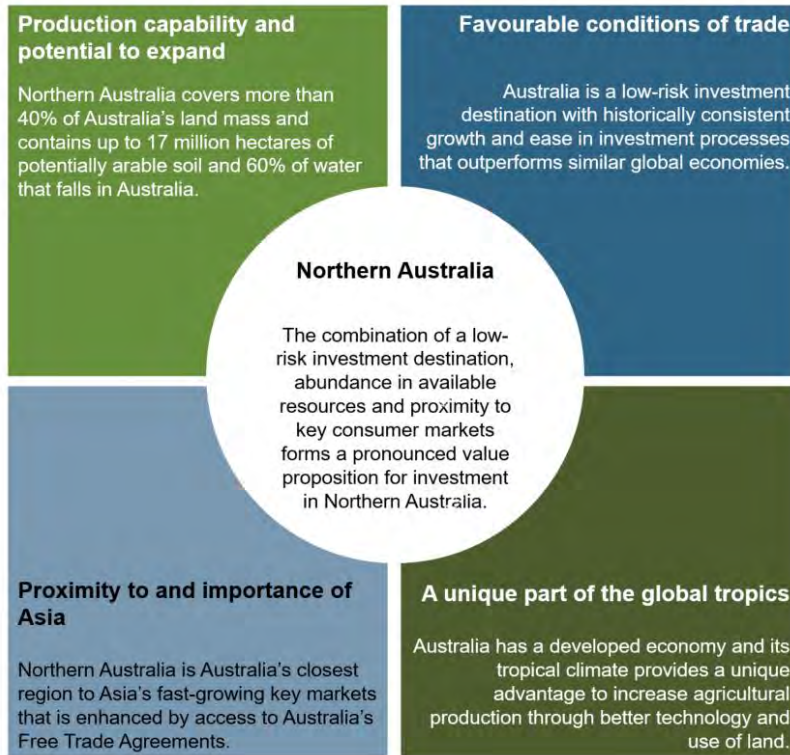 Production capability and
potential to expand
Northern Australia covers more than
40% of Australia's land mass and
contains up to 17 million hectares of
potentially arable soil and 60% of water
that falls in Australia.
Favourable conditions of trade
Australia is a low-risk investment
destination with historically consistent
growth and ease in investment processes
that outperforms similar global economies.
Northern Australia
The combination of a low-
risk investment destination,
abundance in available
resources and proximity to
key consumer markets
forms a pronounced value
proposition for investment
in Northern Australia.
Proximity to and importance of
Asia
Northern Australia is Australia's closest
region to Asia's fast-growing key markets
that is enhanced by access to Australia's
Free Trade Agreements.
A unique part of the global tropics
Australia has a developed economy and its
tropical climate provides a unique
advantage to increase agricultural
production through better technology and
use of land.